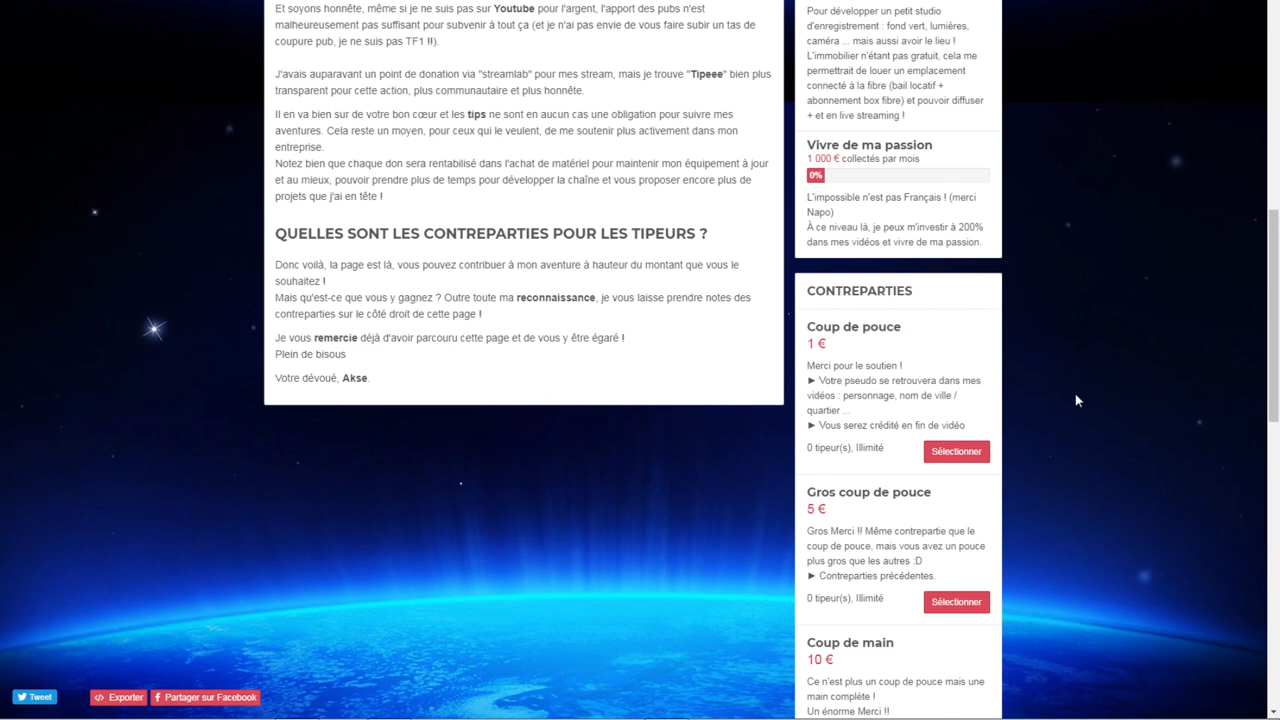 Et soyons honnête, même si je ne suis pas sur Youtube pour l'argent, l'apport des pubs n'est
malheureusement pas suffisant pour subvenir à tout ça (et je n'ai pas envie de vous faire subir un tas de
coupure pub, je ne suis pas TF1 !!).
J'avais auparavant un point de donation via "streamlab" pour mes stream, mais je trouve "Tipeee" bien plus
transparent pour cette action, plus communautaire et plus honnête.
Il en va bien sur de votre bon cœur et les tips ne sont en aucun cas une obligation pour suivre mes
aventures. Cela reste un moyen, pour ceux qui le veulent, de me soutenir plus activement dans mon
entreprise.
Notez bien que chaque don sera rentabilisé dans l'achat de matériel pour maintenir mon équipement à jour
et au mieux, pouvoir prendre plus de temps pour développer la chaîne et vous proposer encore plus de
projets que j'ai en tête !
QUELLES SONT LES CONTREPARTIES POUR LES TIPEURS ?
Donc voilà, la page est là, vous pouvez contribuer à mon aventure à hauteur du montant que vous le
souhaitez !
Mais qu'est-ce que vous y gagnez ? Outre toute ma reconnaissance, je vous laisse prendre notes des
contreparties sur le côté droit de cette page !
Je vous remercie déjà d'avoir parcouru cette page et de vous y être égaré !
Plein de bisous
Votre dévoué, Akse.
Pour développer un petit studio
d'enregistrement : fond vert, lumières,
caméra ... mais aussi avoir le lieu !
L'immobilier n'étant pas gratuit, cela me
permettrait de louer un emplacement
connecté à la fibre (bail locatif +
abonnement box fibre) et pouvoir diffuser
+ et en live streaming !
Vivre de ma passion
1 000 € collectés par mois
0%
L'impossible n'est pas Français ! (merci
Napo)
À ce niveau là, je peux m'investir à 200%
dans mes vidéos et vivre de ma passion.
CONTREPARTIES
Coup de pouce
1 €
Merci pour le soutien !
► Votre pseudo se retrouvera dans mes
vidéos : personnage, nom de ville /
quartier ...
► Vous serez crédité en fin de vidéo
0 tipeur(s), Illimité
Sélectionner
Gros coup de pouce
5 €
Gros Merci !! Même contrepartie que le
coup de pouce, mais vous avez un pouce
plus gros que les autres :D
► Contreparties précédentes.
0 tipeur(s), Illimité
Sélectionner
Coup de main
10 €
Ce n'est plus un coup de pouce mais une
main complète !
Un énorme Merci !!
Tweet
Exporter
Partager sur Facebook